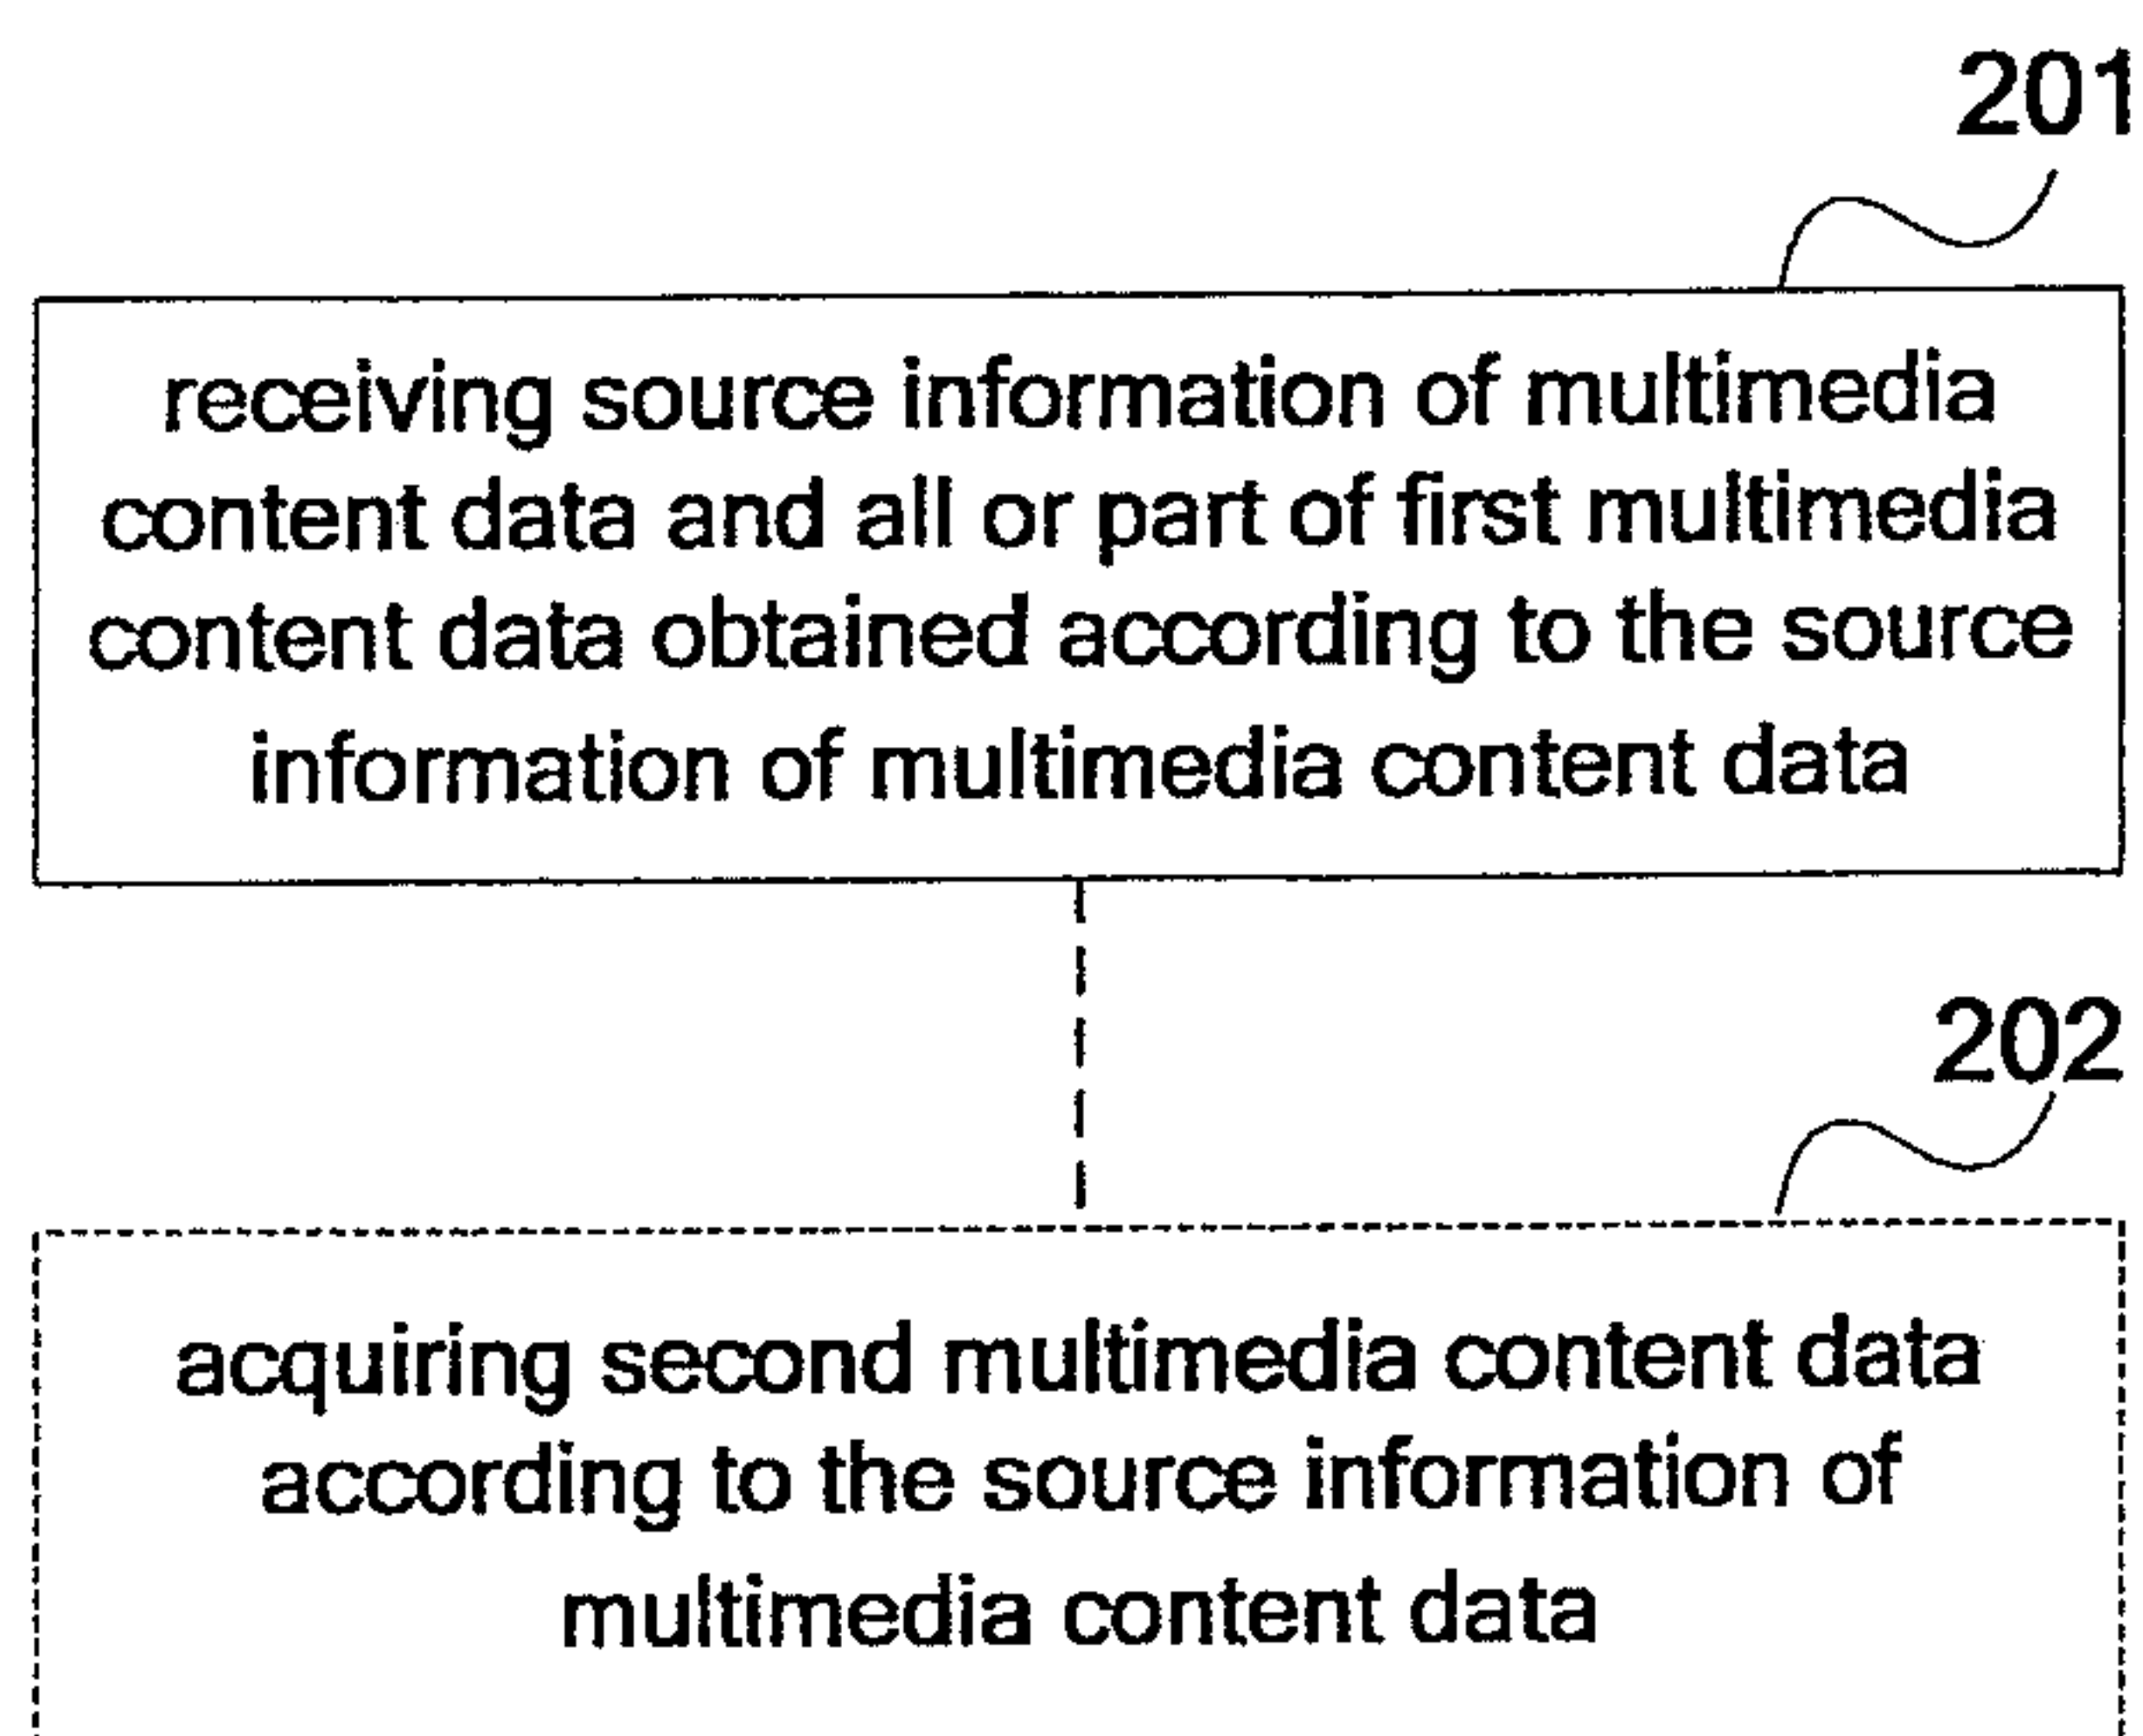 201
receiving source information of multimedia
content data and all or part of first multimedia
content data obtained according to the source
information of multimedia content data
202
acquiring second multimedia content data
according to the source information of
multimedia content data